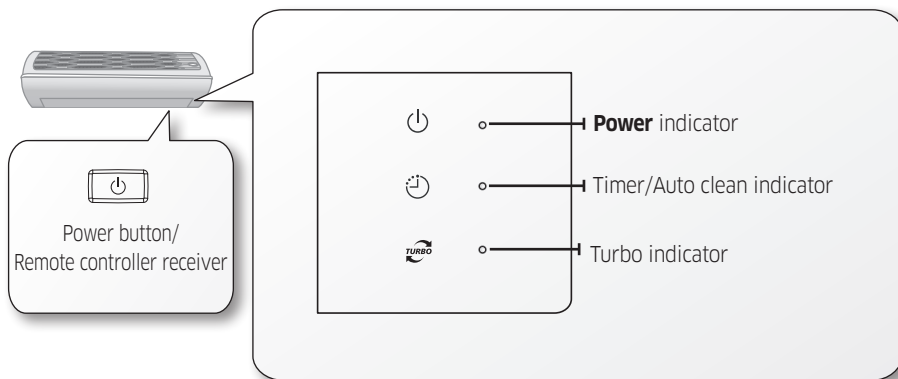 Power indicator
Timer/Auto clean indicator
TURBO
Turbo indicator
Power button/
Remote controller receiver